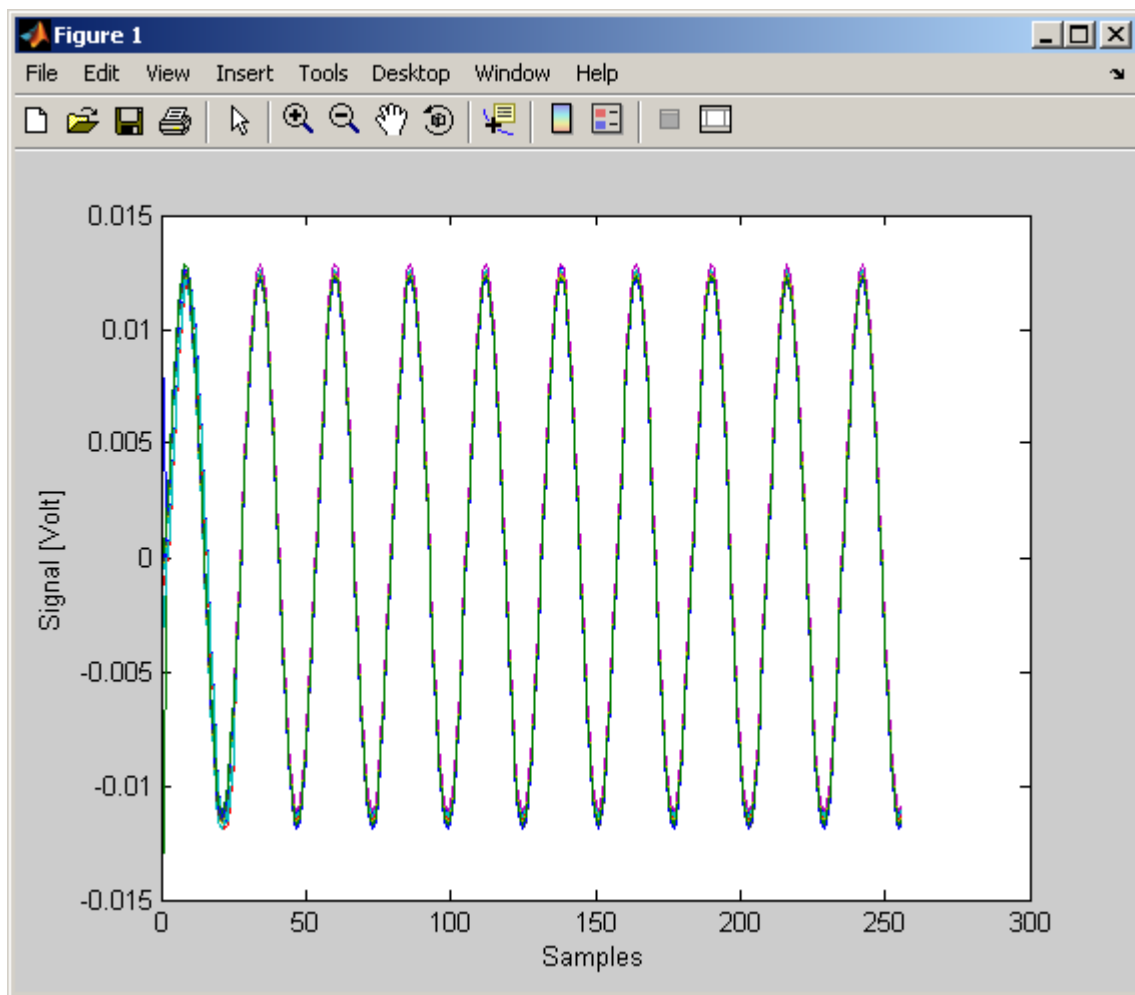 Figure 1
File Edit View Insert Tools Desktop Window Help
0.015
0.01
0.005
0
-0.005
-0.01
-0.015
Signal [Volt]
0 50 100 150 200 250 300
Samples